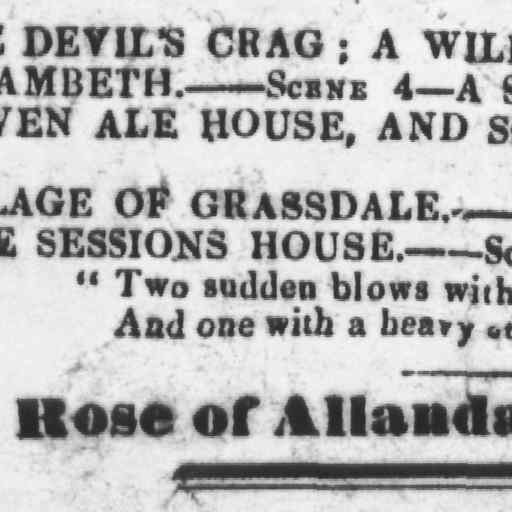 E DEVIL'S CRAG; A WIL
AMBETH.——SCENE 4—A S
VEN ALE HOUSE, AND S
LAGE OF GRASSDALE.—
E SESSIONS HOUSE.——Sc
" Two sudden blows with
And one with a heavy
Rose of Allanda